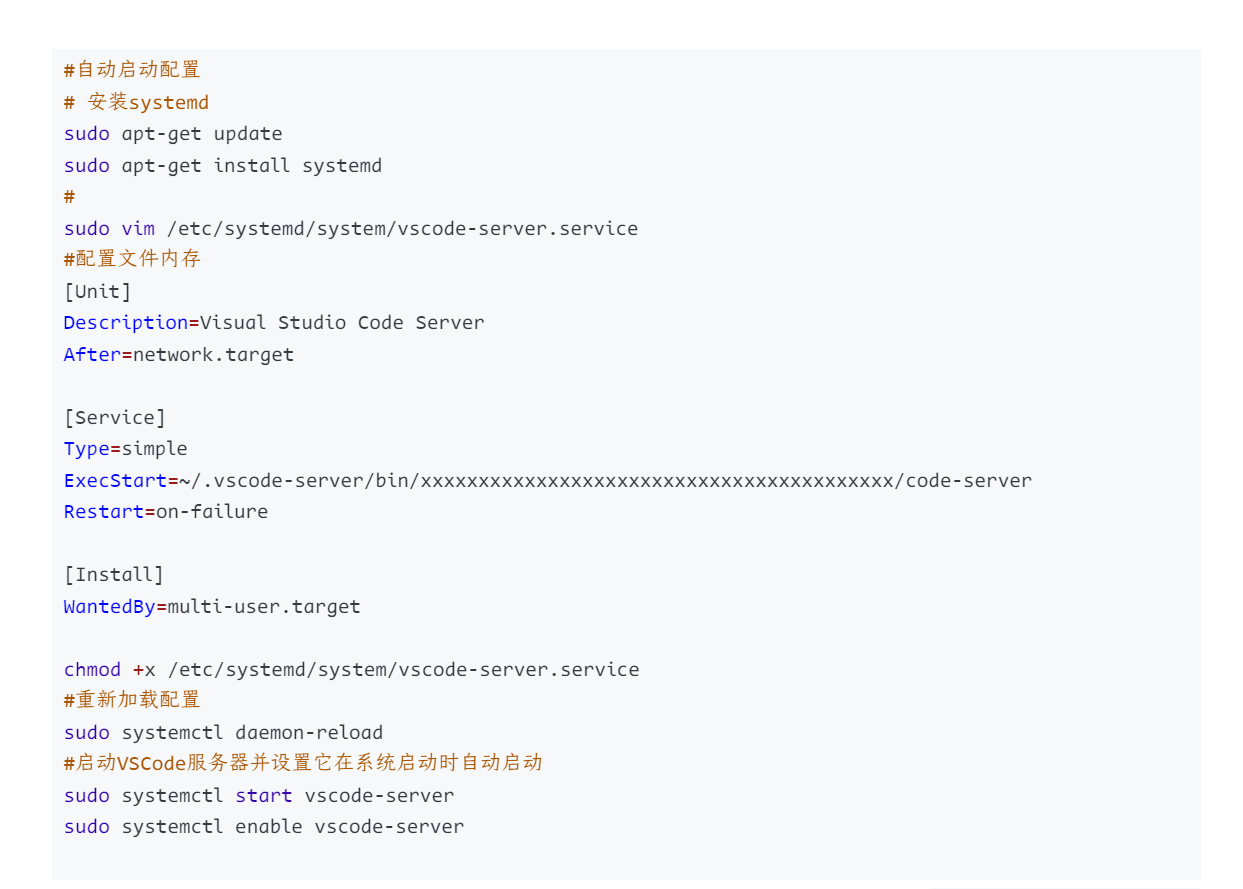 #自动启动配置
# 安装systemd
sudo apt-get update
sudo apt-get install systemd
#
sudo vim /etc/systemd/system/vscode-server.service
#配置文件内存
[Unit]
Description=Visual Studio Code Server
After=network.target
[Service]
Type=simple
ExecStart=~/.vscode-server/bin/xxxxxxxxxxxxxxxxxxxxxxxxxxxxxxxxxxxxxxxxx/code-server
Restart=on-failure
[Install]
WantedBy=multi-user.target
chmod +x /etc/systemd/system/vscode-server.service
#重新加载配置
sudo systemctl daemon-reload
#启动VSCode服务器并设置它在系统启动时自动启动
sudo systemctl start vscode-server
sudo systemctl enable vscode-server